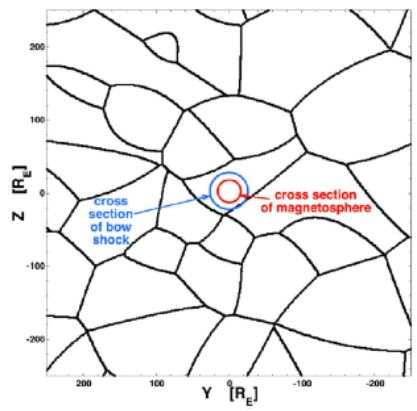 200
100
0
-100
-200
Z [R_E]
cross
section
of bow
shock
cross section
of magnetosphere
200 100 0 -100 -200
Y [R_E]